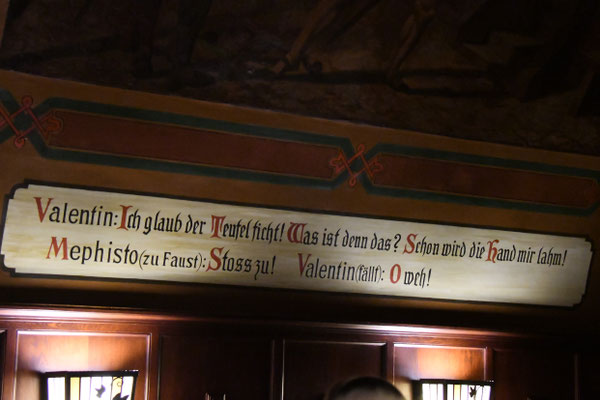 Valentin: Ich glaub der Teufel ficht! Was ist denn das? Schon wird die Hand mir lahm!
Mephisto (zu Faust): Stoss zu! Valentin (fällt): O weh!